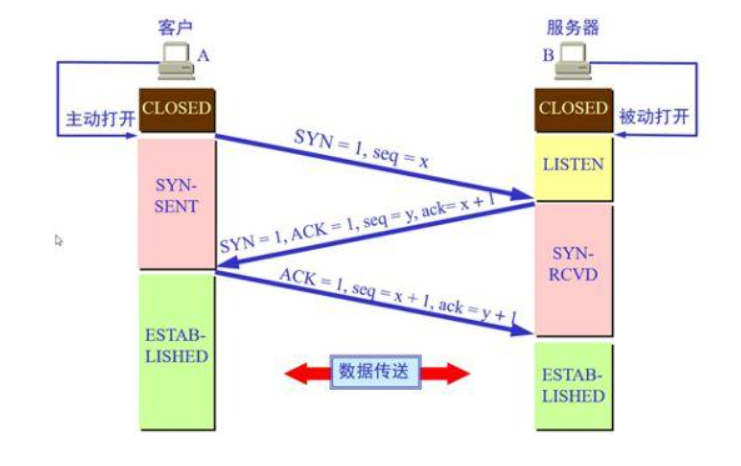 客户
服务器
A
B
CLOSED
CLOSED
主动打开
被动打开
SYN = 1, seq = x
LISTEN
SYN-
SENT
SYN = 1, ACK = 1, seq = y, ack= x + 1
SYN-
RCVD
ACK = 1, seq = x + 1, ack = y + 1
ESTAB-
LISHED
数据传送
ESTAB-
LISHED